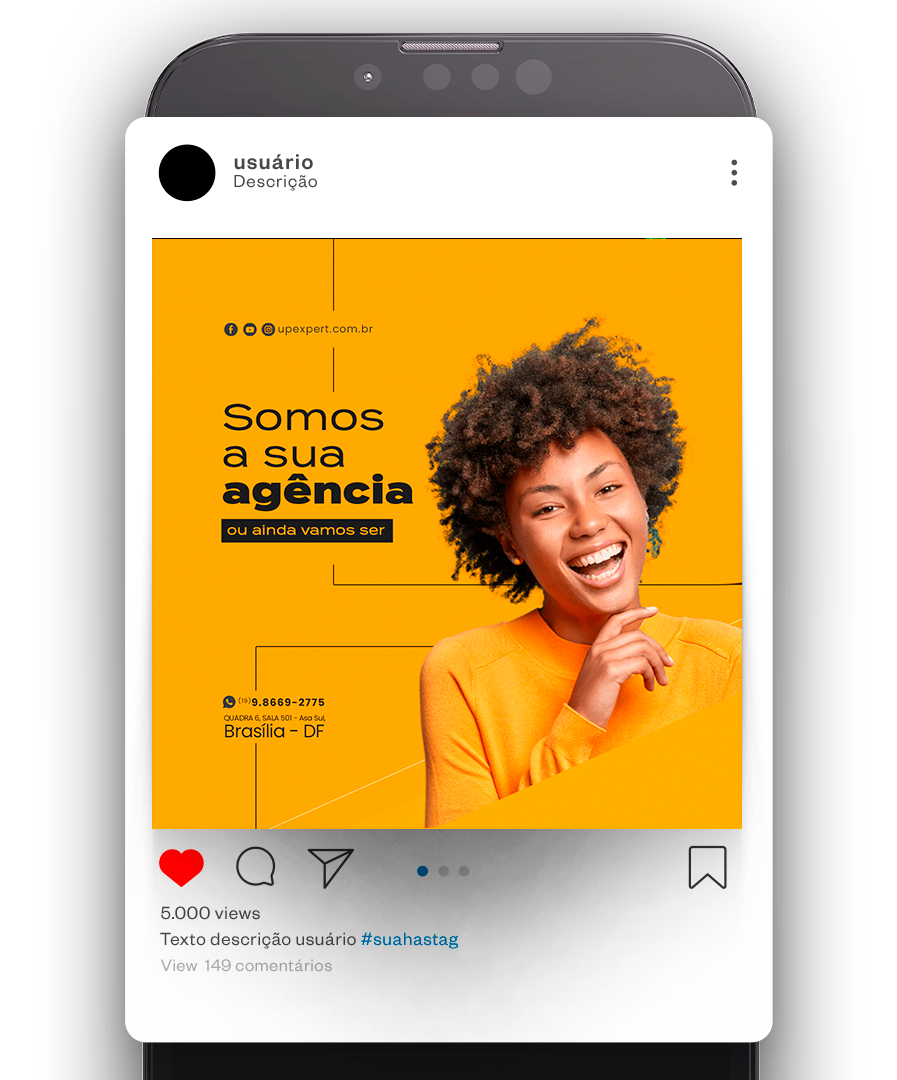 usuário
Descrição
upexpert.com.br
Somos
a sua
agência
ou ainda vamos ser
(19)9.8669-2775
QUADRA 6, SALA 501 - Asa Sul,
Brasília - DF
5.000 views
Texto descrição usuário #suahastag
View 149 comentários